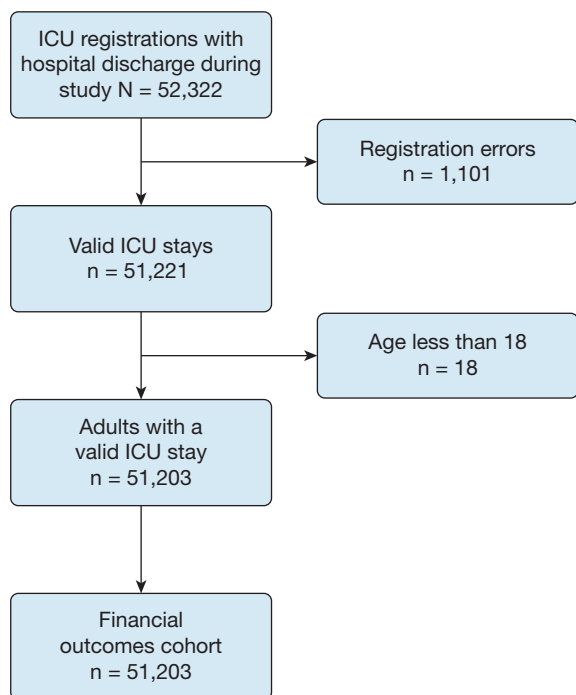 ICU registrations with
hospital discharge during
study N = 52,322
Registration errors
n = 1,101
Valid ICU stays
n = 51,221
Age less than 18
n = 18
Adults with a
valid ICU stay
n = 51,203
Financial
outcomes cohort
n = 51,203